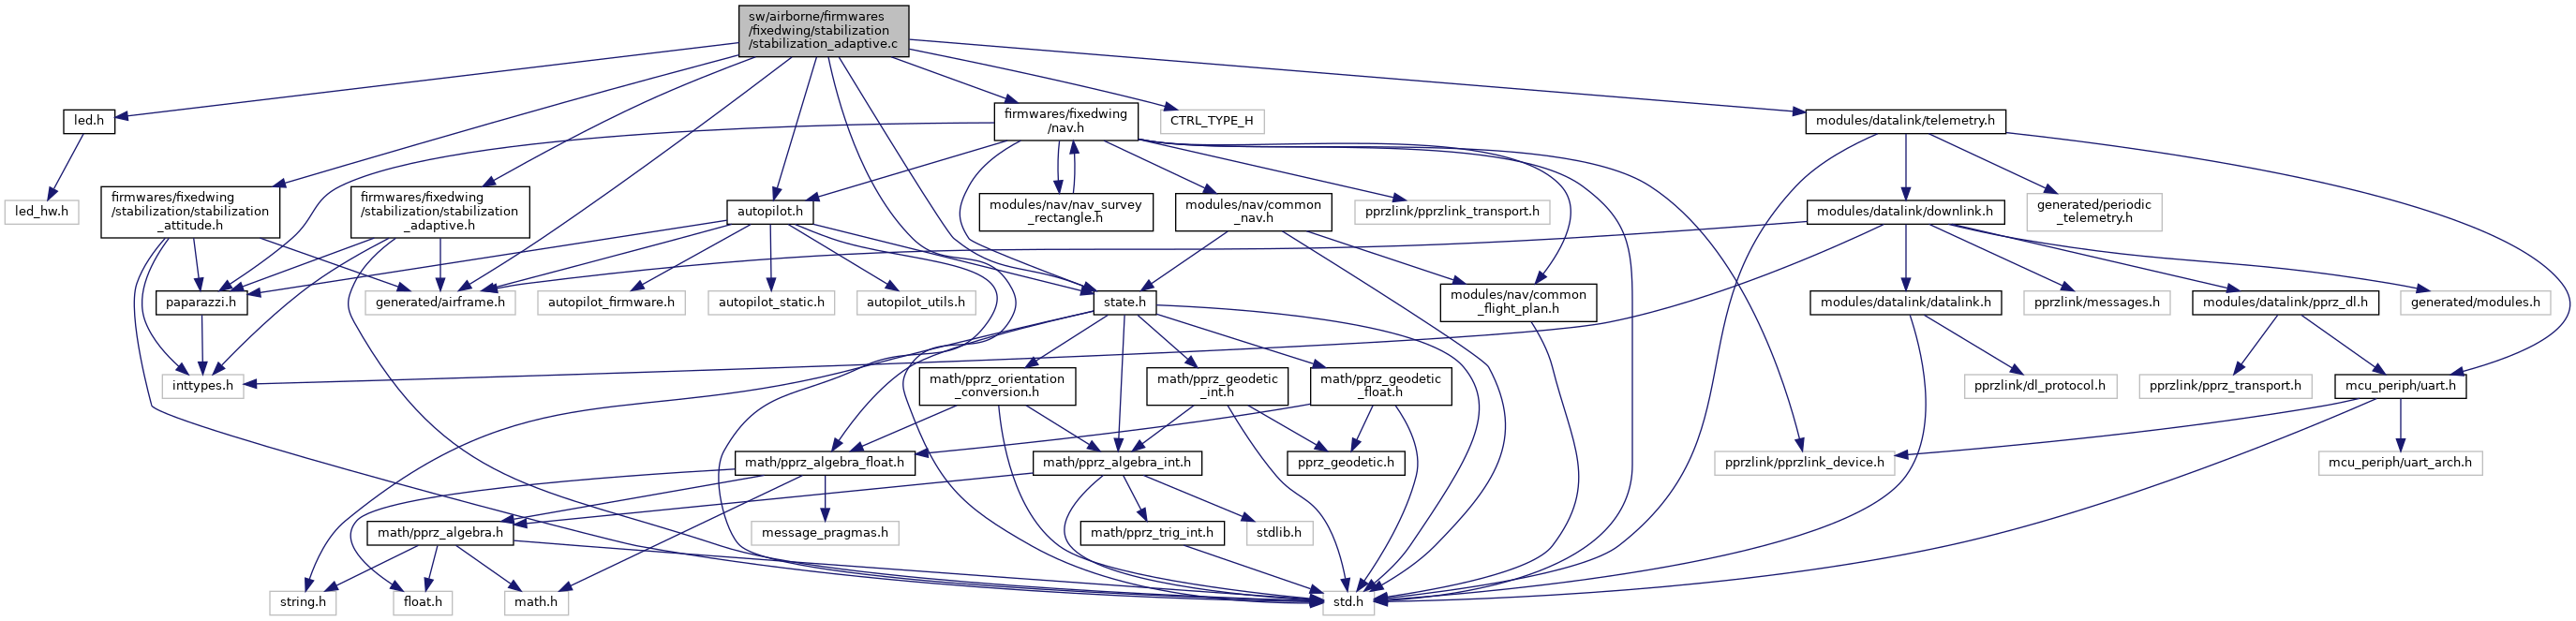 sw/airborne/firmwares
/fixedwing/stabilization
/stabilization_adaptive.c
led.h
firmwares/fixedwing
/nav.h
CTRL_TYPE_H
modules/datalink/telemetry.h
led_hw.h
firmwares/fixedwing
/stabilization/stabilization
_attitude.h
firmwares/fixedwing
/stabilization/stabilization
_adaptive.h
autopilot.h
modules/nav/nav_survey
_rectangle.h
modules/nav/common
_nav.h
pprzlink/pprzlink_transport.h
modules/datalink/downlink.h
generated/periodic
_telemetry.h
paparazzi.h
generated/airframe.h
autopilot_firmware.h
autopilot_static.h
autopilot_utils.h
state.h
modules/nav/common
_flight_plan.h
modules/datalink/datalink.h
pprzlink/messages.h
modules/datalink/pprz_dl.h
generated/modules.h
inttypes.h
math/pprz_orientation
_conversion.h
math/pprz_geodetic
_int.h
math/pprz_geodetic
_float.h
pprzlink/dl_protocol.h
pprzlink/pprz_transport.h
mcu_periph/uart.h
math/pprz_algebra_float.h
math/pprz_algebra_int.h
pprz_geodetic.h
pprzlink/pprzlink_device.h
mcu_periph/uart_arch.h
math/pprz_algebra.h
message_pragmas.h
math/pprz_trig_int.h
stdlib.h
string.h
float.h
math.h
std.h